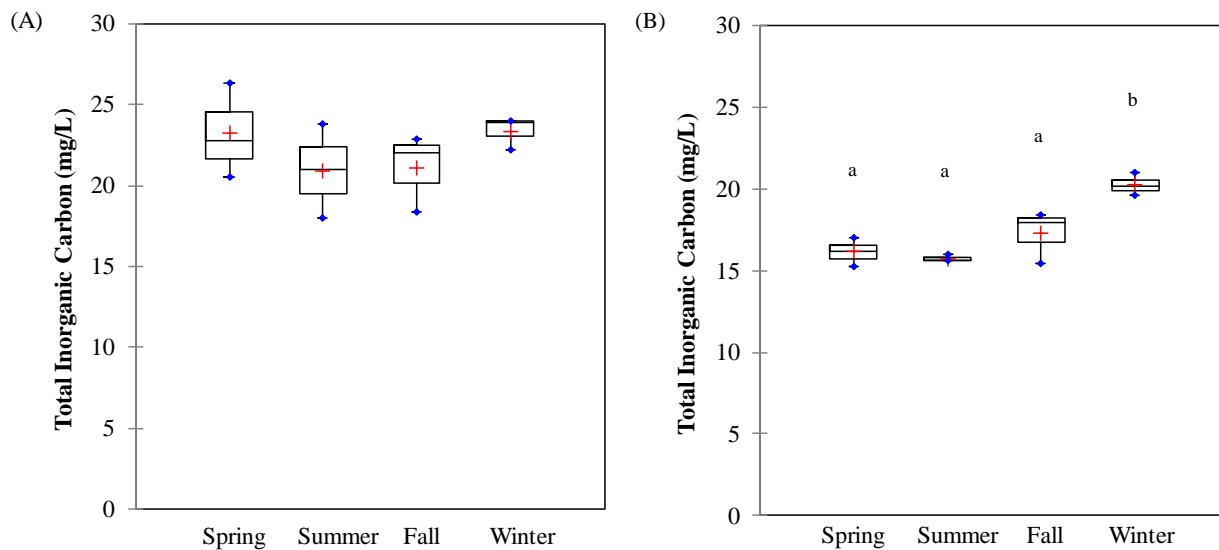 (A)
Total Inorganic Carbon (mg/L)
30
25
20
15
10
5
0
Spring Summer Fall Winter
(B)
Total Inorganic Carbon (mg/L)
30
25
20
15
10
5
0
a a a b
Spring Summer Fall Winter